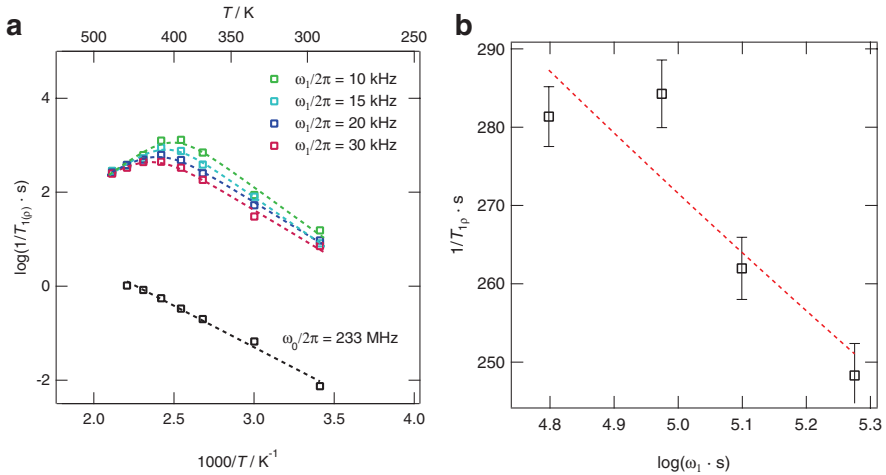 a
T / K
500 400 300 250
4
2
0
-2
log(1/T1(ρ) · s)
ω1/2π = 10 kHz
ω1/2π = 15 kHz
ω1/2π = 20 kHz
ω1/2π = 30 kHz
ω0/2π = 233 MHz
2.0 2.5 3.0 3.5 4.0
1000/T / K-1
b
290
280
270
260
250
1/T1ρ · s
4.8 4.9 5.0 5.1 5.2 5.3
log(ω1 · s)